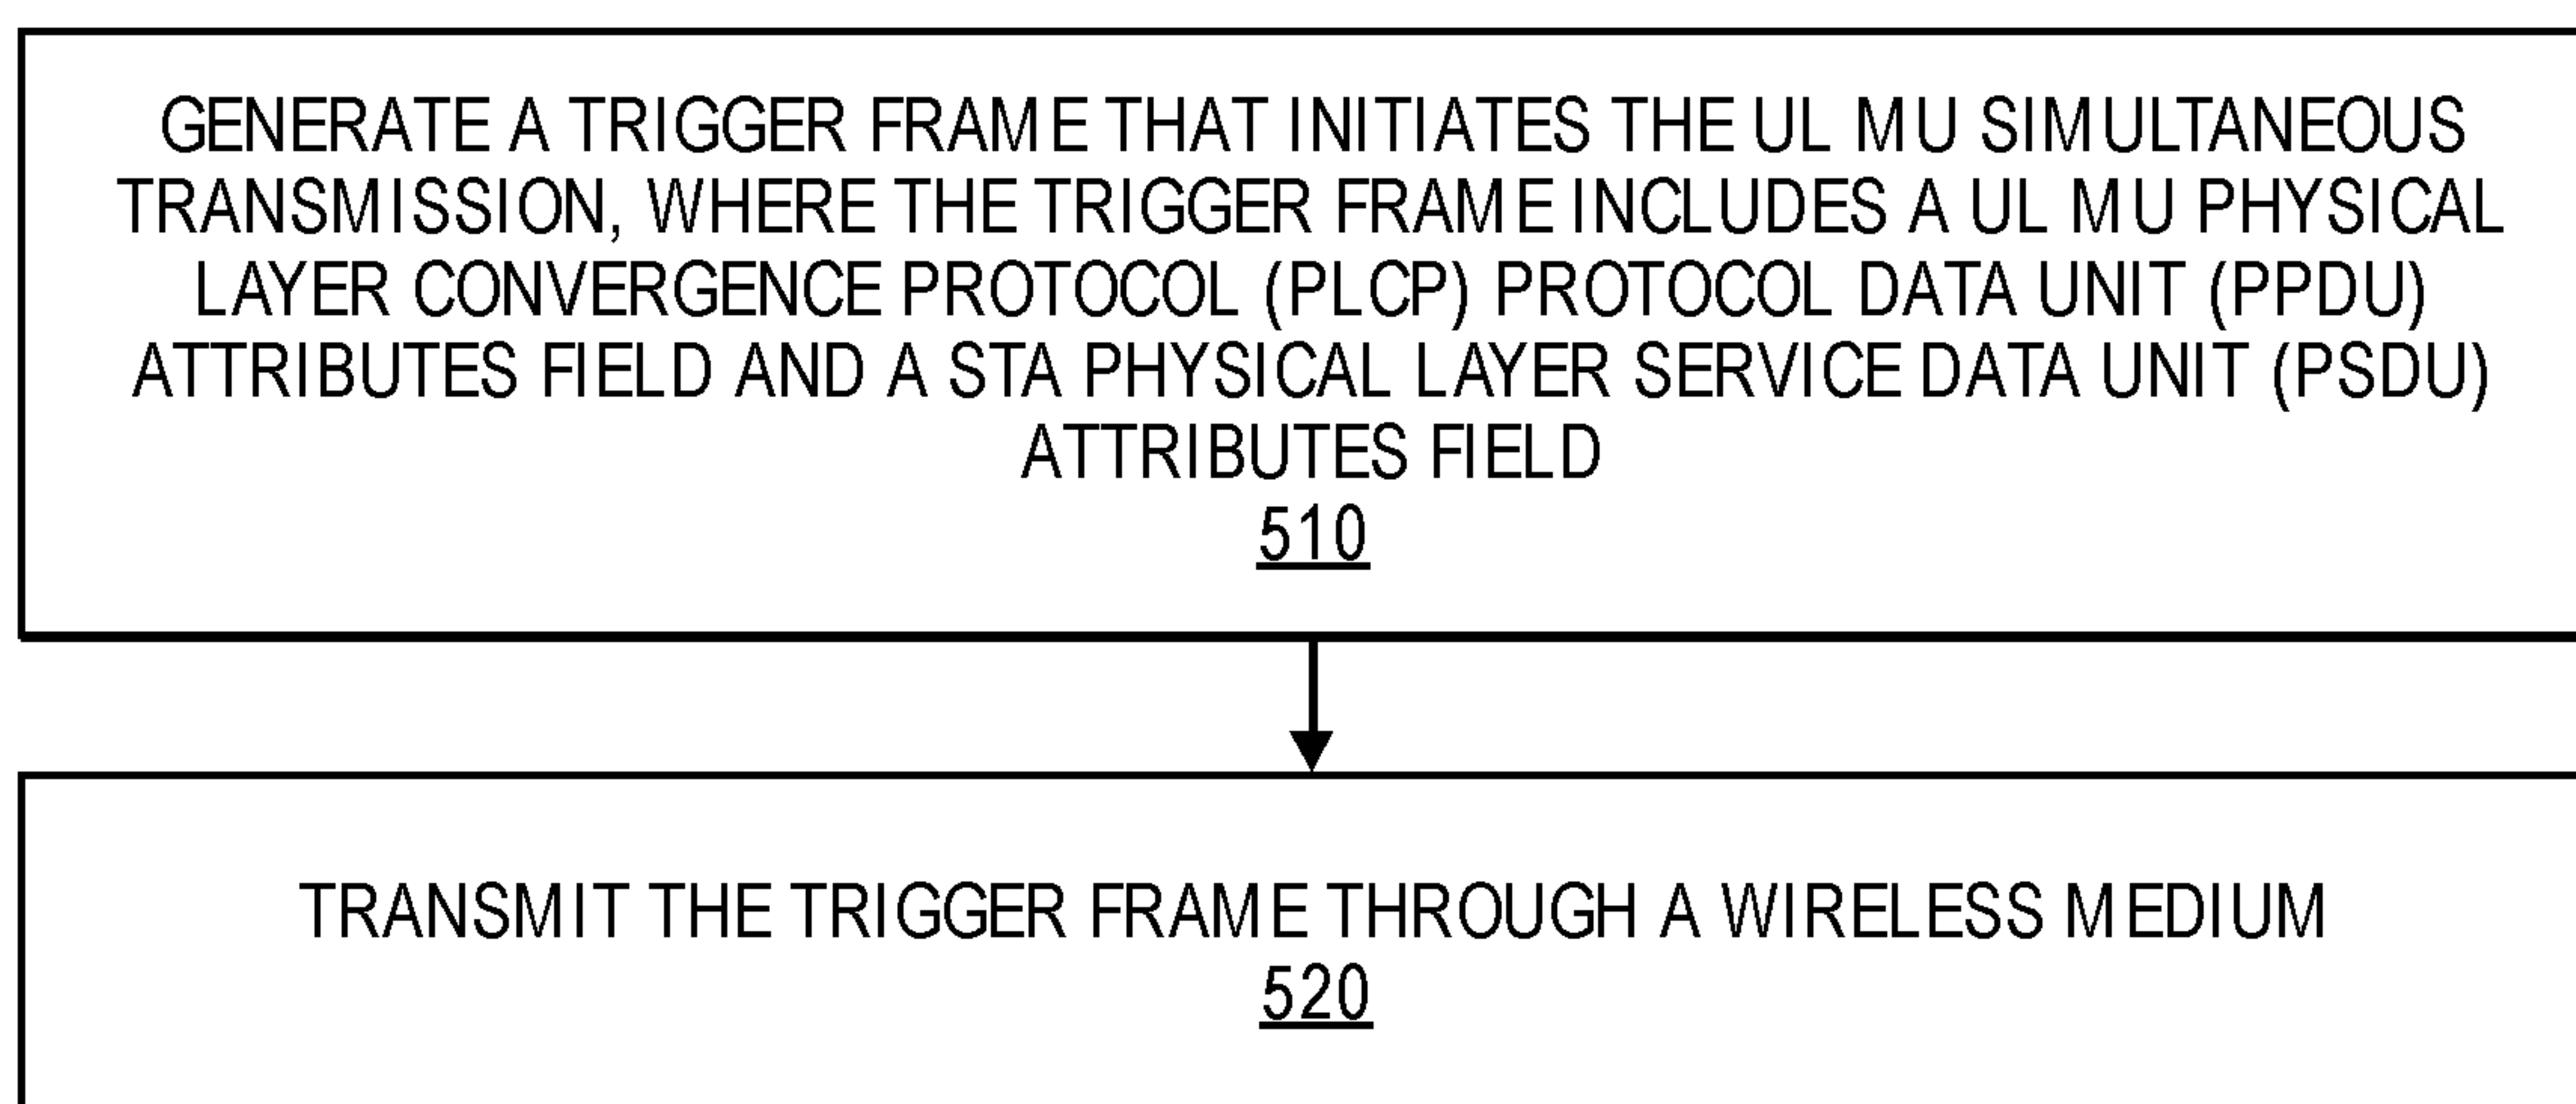 GENERATE A TRIGGER FRAME THAT INITIATES THE UL MU SIMULTANEOUS
TRANSMISSION, WHERE THE TRIGGER FRAME INCLUDES A UL MU PHYSICAL
LAYER CONVERGENCE PROTOCOL (PLCP) PROTOCOL DATA UNIT (PPDU)
ATTRIBUTES FIELD AND A STA PHYSICAL LAYER SERVICE DATA UNIT (PSDU)
ATTRIBUTES FIELD
510
TRANSMIT THE TRIGGER FRAME THROUGH A WIRELESS MEDIUM
520